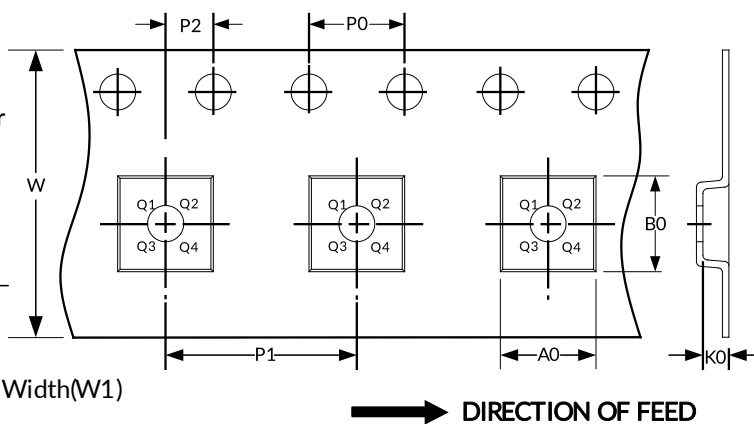 P2
P0
r
W
Q1 Q2
Q3 Q4
Q1 Q2
Q3 Q4
Q1 Q2
Q3 Q4
B0
P1
A0
K0
Width(W1)
DIRECTION OF FEED